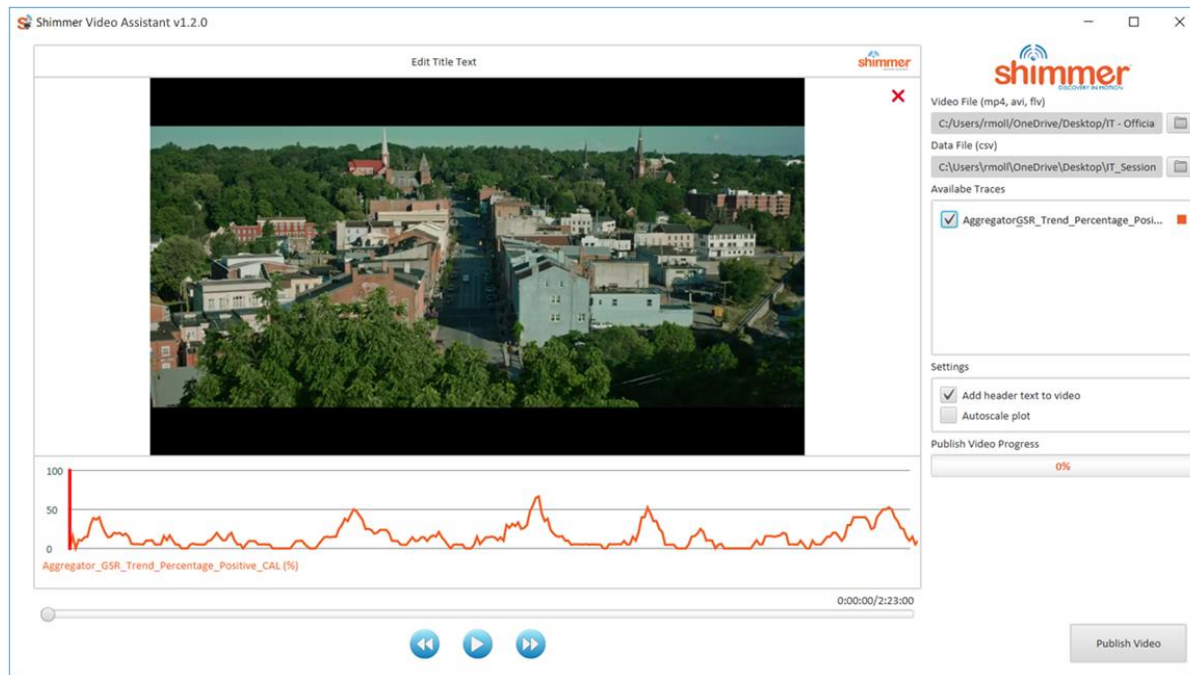 Shimmer Video Assistant v1.2.0
Edit Title Text
shimmer
shimmer
DISCOVERY IN MOTION
Video File (mp4, avi, flv)
C:/Users/rmoll/OneDrive/Desktop/IT - Officia
Data File (csv)
C:\Users\rmoll\OneDrive\Desktop\IT_Session
Availabe Traces
AggregatorGSR_Trend_Percentage_Posi...
Settings
Add header text to video
Autoscale plot
Publish Video Progress
0%
100
50
0
Aggregator_GSR_Trend_Percentage_Positive_CAL (%)
0:00:00/2:23:00
Publish Video